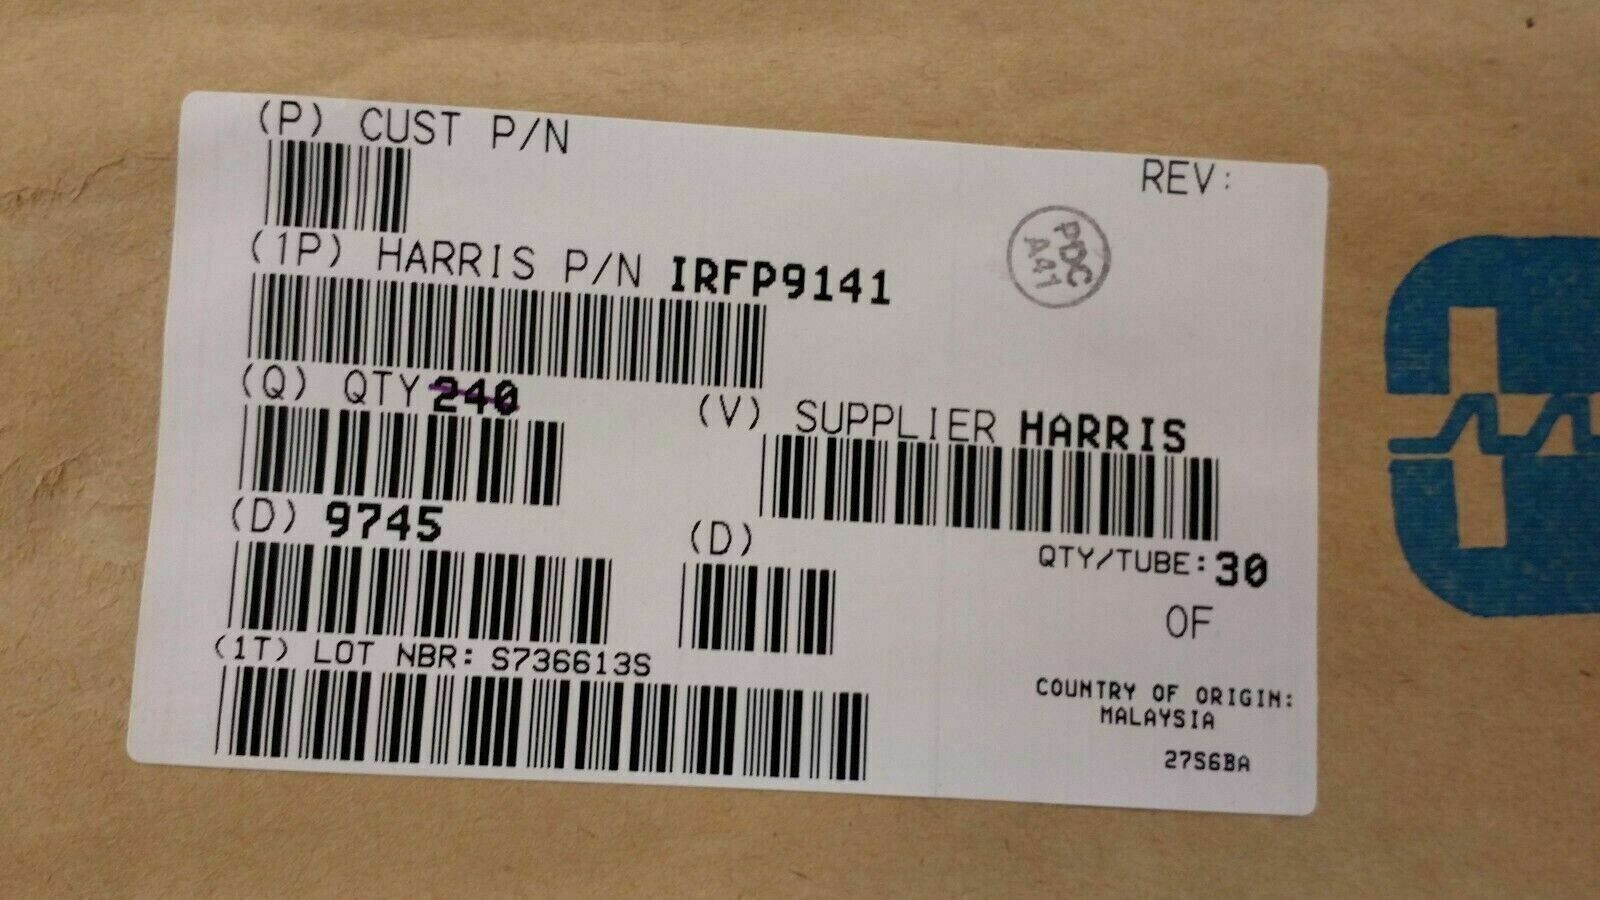 (P) CUST P/N
REV:
PDC
A41
(1P) HARRIS P/N IRFP9141
(Q) QTY 240
(V) SUPPLIER HARRIS
(D) 9745
(D)
QTY/TUBE: 30
OF
(1T) LOT NBR: S736613S
COUNTRY OF ORIGIN:
MALAYSIA
27S6BA